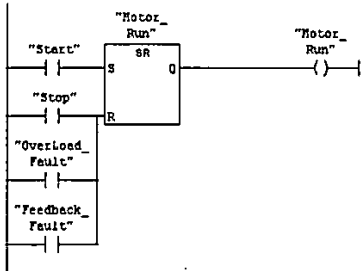 "Motor_
Run"
"Motor_
Run"
"Start"
SR
S
Q
"Stop"
R
"Overload_
Fault"
"Feedback_
Fault"